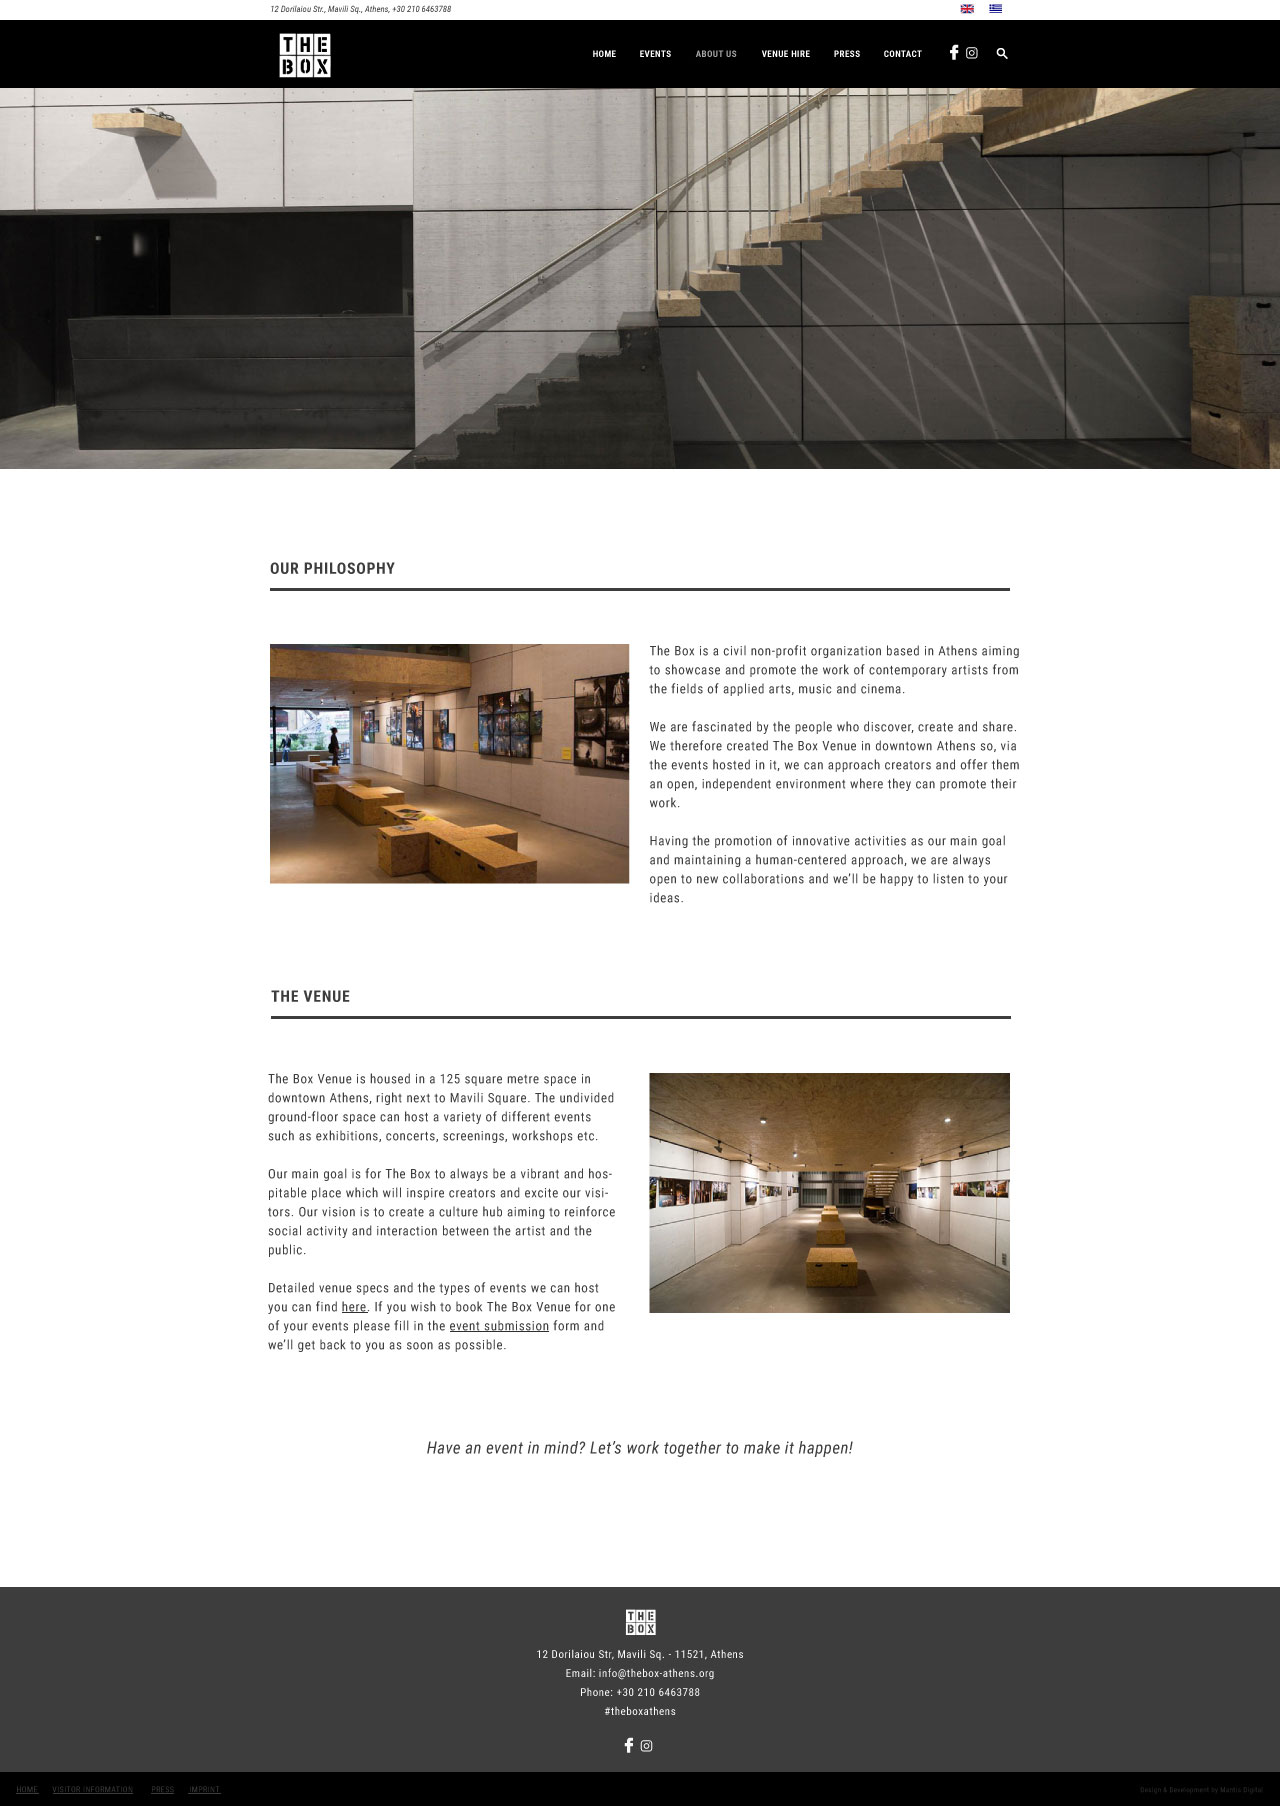 12 Dorilaiou Str., Mavili Sq., Athens, +30 210 6463788
THE
BOX
HOME EVENTS ABOUT US VENUE HIRE PRESS CONTACT
OUR PHILOSOPHY
The Box is a civil non-profit organization based in Athens aiming
to showcase and promote the work of contemporary artists from
the fields of applied arts, music and cinema.
We are fascinated by the people who discover, create and share.
We therefore created The Box Venue in downtown Athens so, via
the events hosted in it, we can approach creators and offer them
an open, independent environment where they can promote their
work.
Having the promotion of innovative activities as our main goal
and maintaining a human-centered approach, we are always
open to new collaborations and we’ll be happy to listen to your
ideas.
THE VENUE
The Box Venue is housed in a 125 square metre space in
downtown Athens, right next to Mavili Square. The undivided
ground-floor space can host a variety of different events
such as exhibitions, concerts, screenings, workshops etc.
Our main goal is for The Box to always be a vibrant and hos-
pitable place which will inspire creators and excite our visi-
tors. Our vision is to create a culture hub aiming to reinforce
social activity and interaction between the artist and the
public.
Detailed venue specs and the types of events we can host
you can find here. If you wish to book The Box Venue for one
of your events please fill in the event submission form and
we’ll get back to you as soon as possible.
Have an event in mind? Let’s work together to make it happen!
THE
BOX
12 Dorilaiou Str, Mavili Sq. - 11521, Athens
Email: info@thebox-athens.org
Phone: +30 210 6463788
#theboxathens
HOME VISITOR INFORMATION PRESS IMPRINT
Design & Development by Mantis Digital